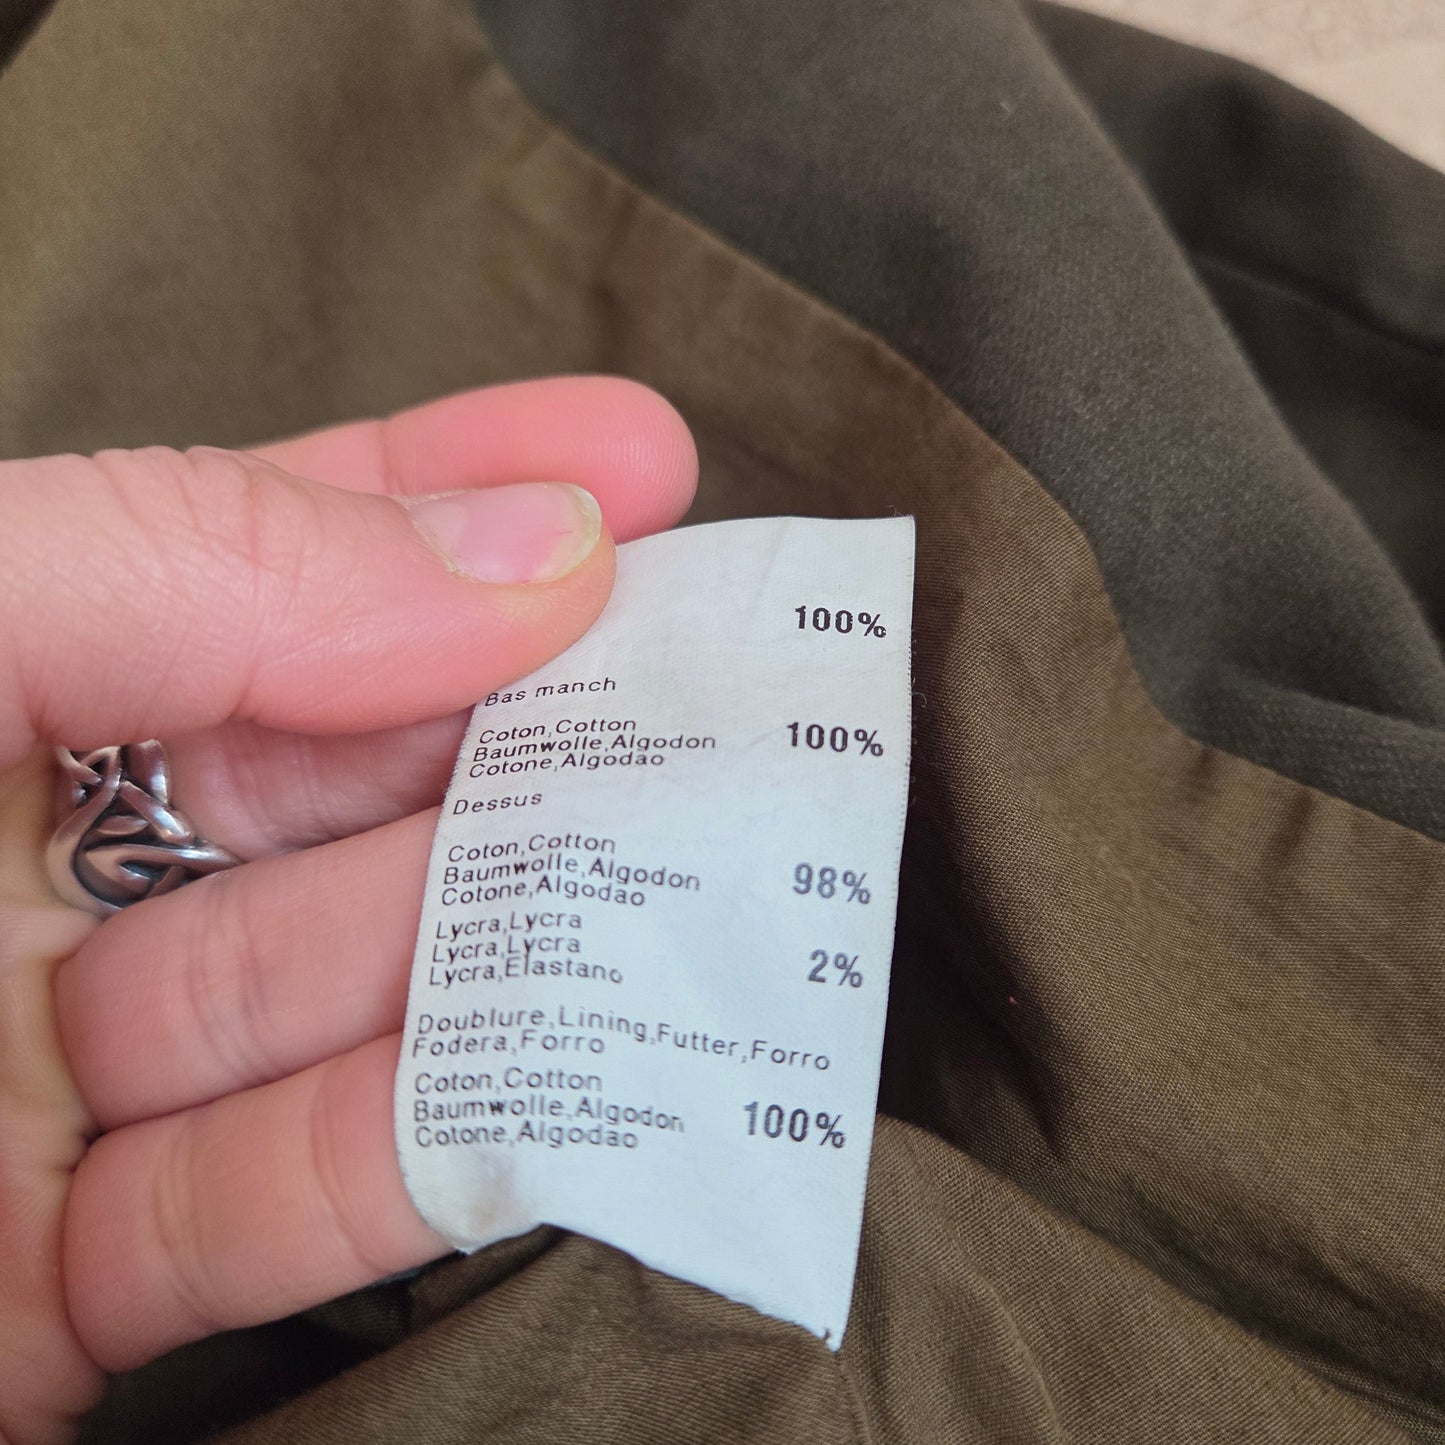 100%
Bas manch
Coton,Cotton
Baumwolle,Algodon 100%
Cotone,Algodao
Dessus
Coton,Cotton
Baumwolle,Algodon 98%
Cotone,Algodao
Lycra,Lycra
Lycra,Lycra 2%
Lycra,Elastano
Doublure,Lining,Futter,Forro
Fodera,Forro
Coton,Cotton
Baumwolle,Algodon 100%
Cotone,Algodao